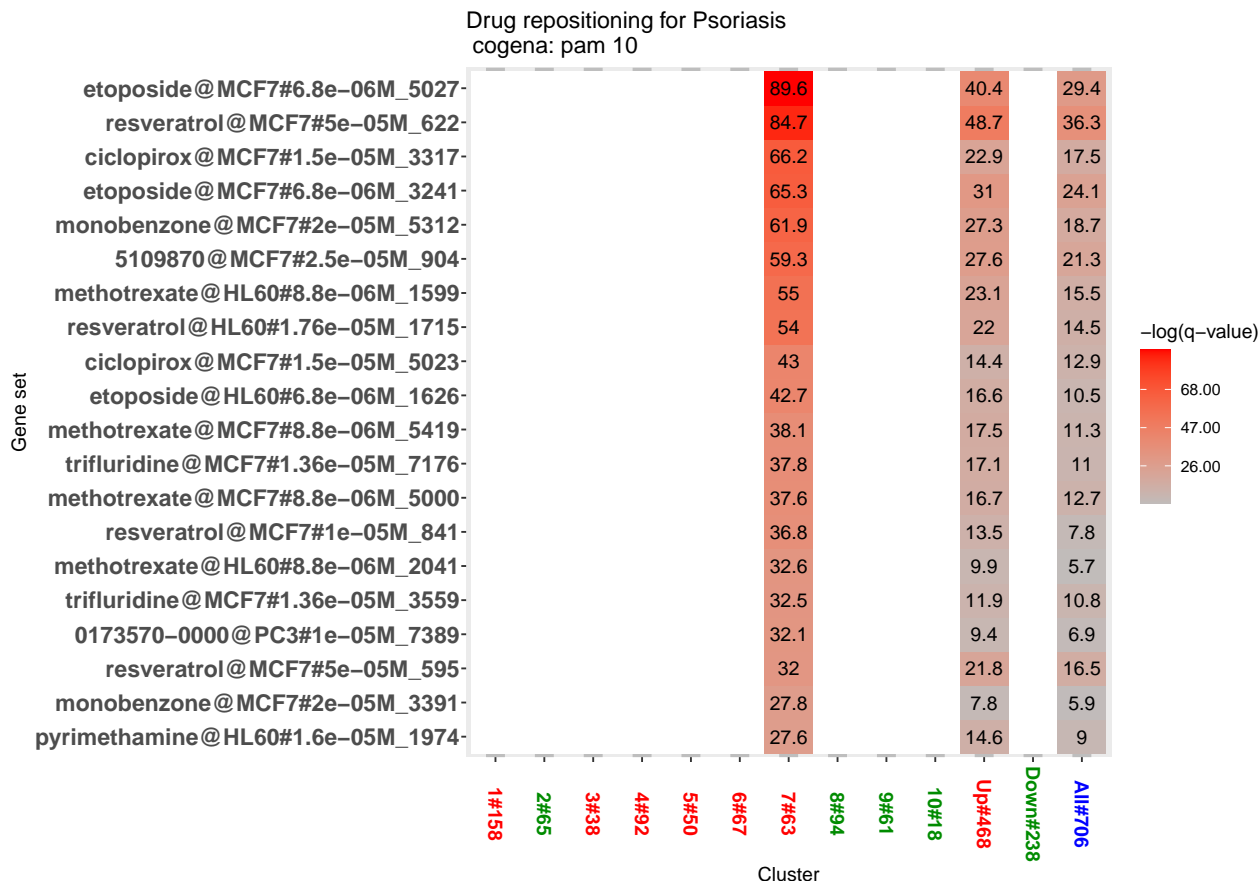 Drug repositioning for Psoriasis
cogena: pam 10
etoposide@MCF7#6.8e−06M_5027 89.6 40.4 29.4
resveratrol@MCF7#5e−05M_622 84.7 48.7 36.3
ciclopirox@MCF7#1.5e−05M_3317 66.2 22.9 17.5
etoposide@MCF7#6.8e−06M_3241 65.3 31 24.1
monobenzone@MCF7#2e−05M_5312 61.9 27.3 18.7
5109870@MCF7#2.5e−05M_904 59.3 27.6 21.3
methotrexate@HL60#8.8e−06M_1599 55 23.1 15.5
resveratrol@HL60#1.76e−05M_1715 54 22 14.5
ciclopirox@MCF7#1.5e−05M_5023 43 14.4 12.9
etoposide@HL60#6.8e−06M_1626 42.7 16.6 10.5
methotrexate@MCF7#8.8e−06M_5419 38.1 17.5 11.3
trifluridine@MCF7#1.36e−05M_7176 37.8 17.1 11
methotrexate@MCF7#8.8e−06M_5000 37.6 16.7 12.7
resveratrol@MCF7#1e−05M_841 36.8 13.5 7.8
methotrexate@HL60#8.8e−06M_2041 32.6 9.9 5.7
trifluridine@MCF7#1.36e−05M_3559 32.5 11.9 10.8
0173570−0000@PC3#1e−05M_7389 32.1 9.4 6.9
resveratrol@MCF7#5e−05M_595 32 21.8 16.5
monobenzone@MCF7#2e−05M_3391 27.8 7.8 5.9
pyrimethamine@HL60#1.6e−05M_1974 27.6 14.6 9
Gene set
1#158 2#65 3#38 4#92 5#50 6#67 7#63 8#94 9#61 10#18 Up#468 Down#238 All#706
Cluster
−log(q−value)
68.00
47.00
26.00